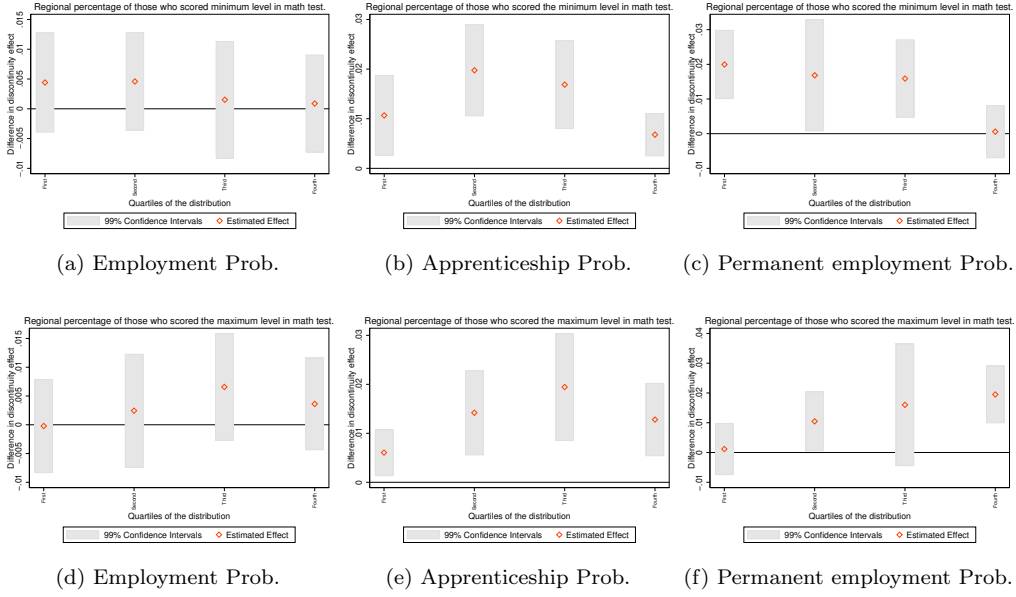 Regional percentage of those who scored minimum level in math test.
Difference in discontinuity effect
.015
.01
.005
0
-.005
-.01
First
Second
Third
Fourth
Quartiles of the distribution
99% Confidence Intervals
Estimated Effect
(a) Employment Prob.
Regional percentage of those who scored the minimum level in math test.
Difference in discontinuity effect
.03
.02
.01
0
First
Second
Third
Fourth
Quartiles of the distribution
99% Confidence Intervals
Estimated Effect
(b) Apprenticeship Prob.
Regional percentage of those who scored minimum level in math test.
Difference in discontinuity effect
.03
.02
.01
0
-.01
First
Second
Third
Fourth
Quartiles of the distribution
99% Confidence Intervals
Estimated Effect
(c) Permanent employment Prob.
Regional percentage of those who scored the maximum level in math test.
Difference in discontinuity effect
.015
.01
.005
0
-.005
-.01
First
Second
Third
Fourth
Quartiles of the distribution
99% Confidence Intervals
Estimated Effect
(d) Employment Prob.
Regional percentage of those who scored the maximum level in math test.
Difference in discontinuity effect
.03
.02
.01
0
First
Second
Third
Fourth
Quartiles of the distribution
99% Confidence Intervals
Estimated Effect
(e) Apprenticeship Prob.
Regional percentage of those who scored the maximum level in math test.
Difference in discontinuity effect
.04
.03
.02
.01
0
-.01
First
Second
Third
Fourth
Quartiles of the distribution
99% Confidence Intervals
Estimated Effect
(f) Permanent employment Prob.